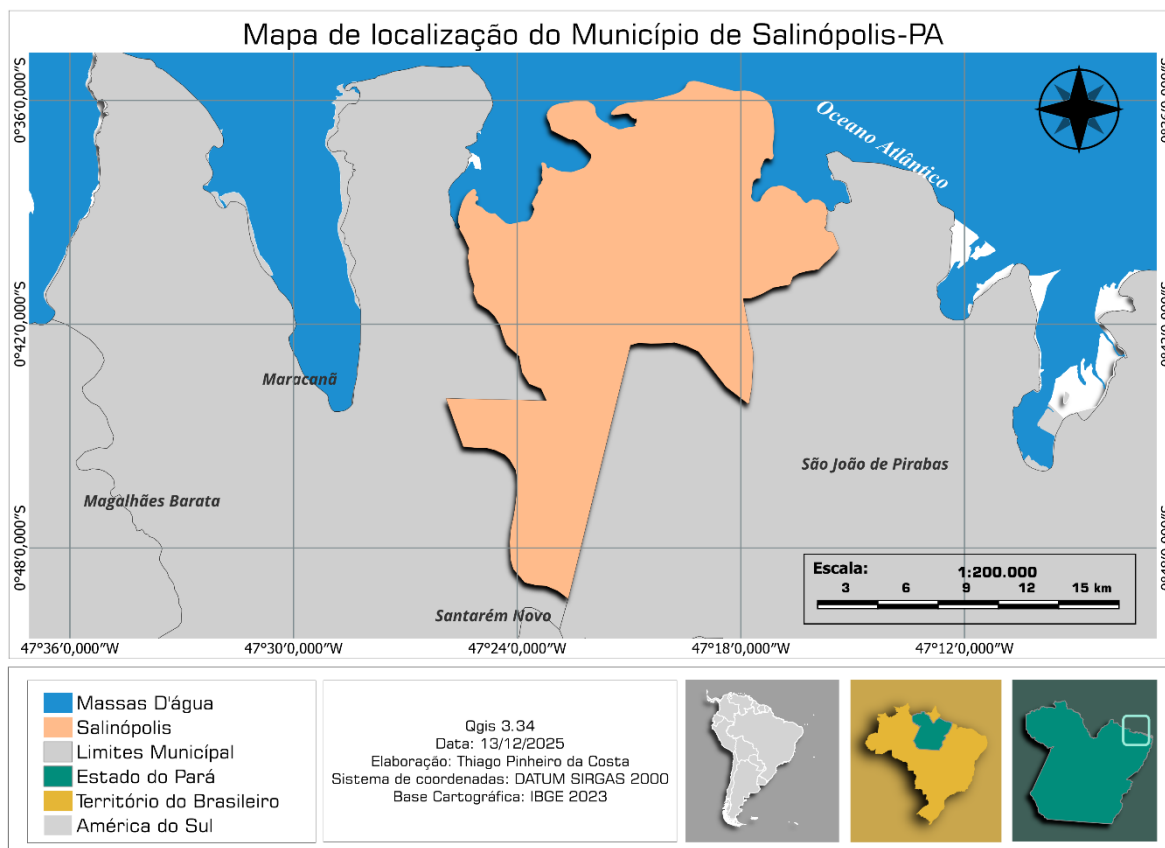 Mapa de localização do Município de Salinópolis-PA
0°36'0,000"S
0°42'0,000"S
0°48'0,000"S
Oceano Atlântico
Maracanã
Magalhães Barata
São João de Pirabas
Santarém Novo
Escala:
1:200.000
3 6 9 12 15 km
47°36'0,000"W 47°30'0,000"W 47°24'0,000"W 47°18'0,000"W 47°12'0,000"W
Massas D'água
Salinópolis
Limites Municípal
Estado do Pará
Território do Brasileiro
América do Sul
Qgis 3.34
Data: 13/12/2025
Elaboração: Thiago Pinheiro da Costa
Sistema de coordenadas: DATUM SIRGAS 2000
Base Cartográfica: IBGE 2023